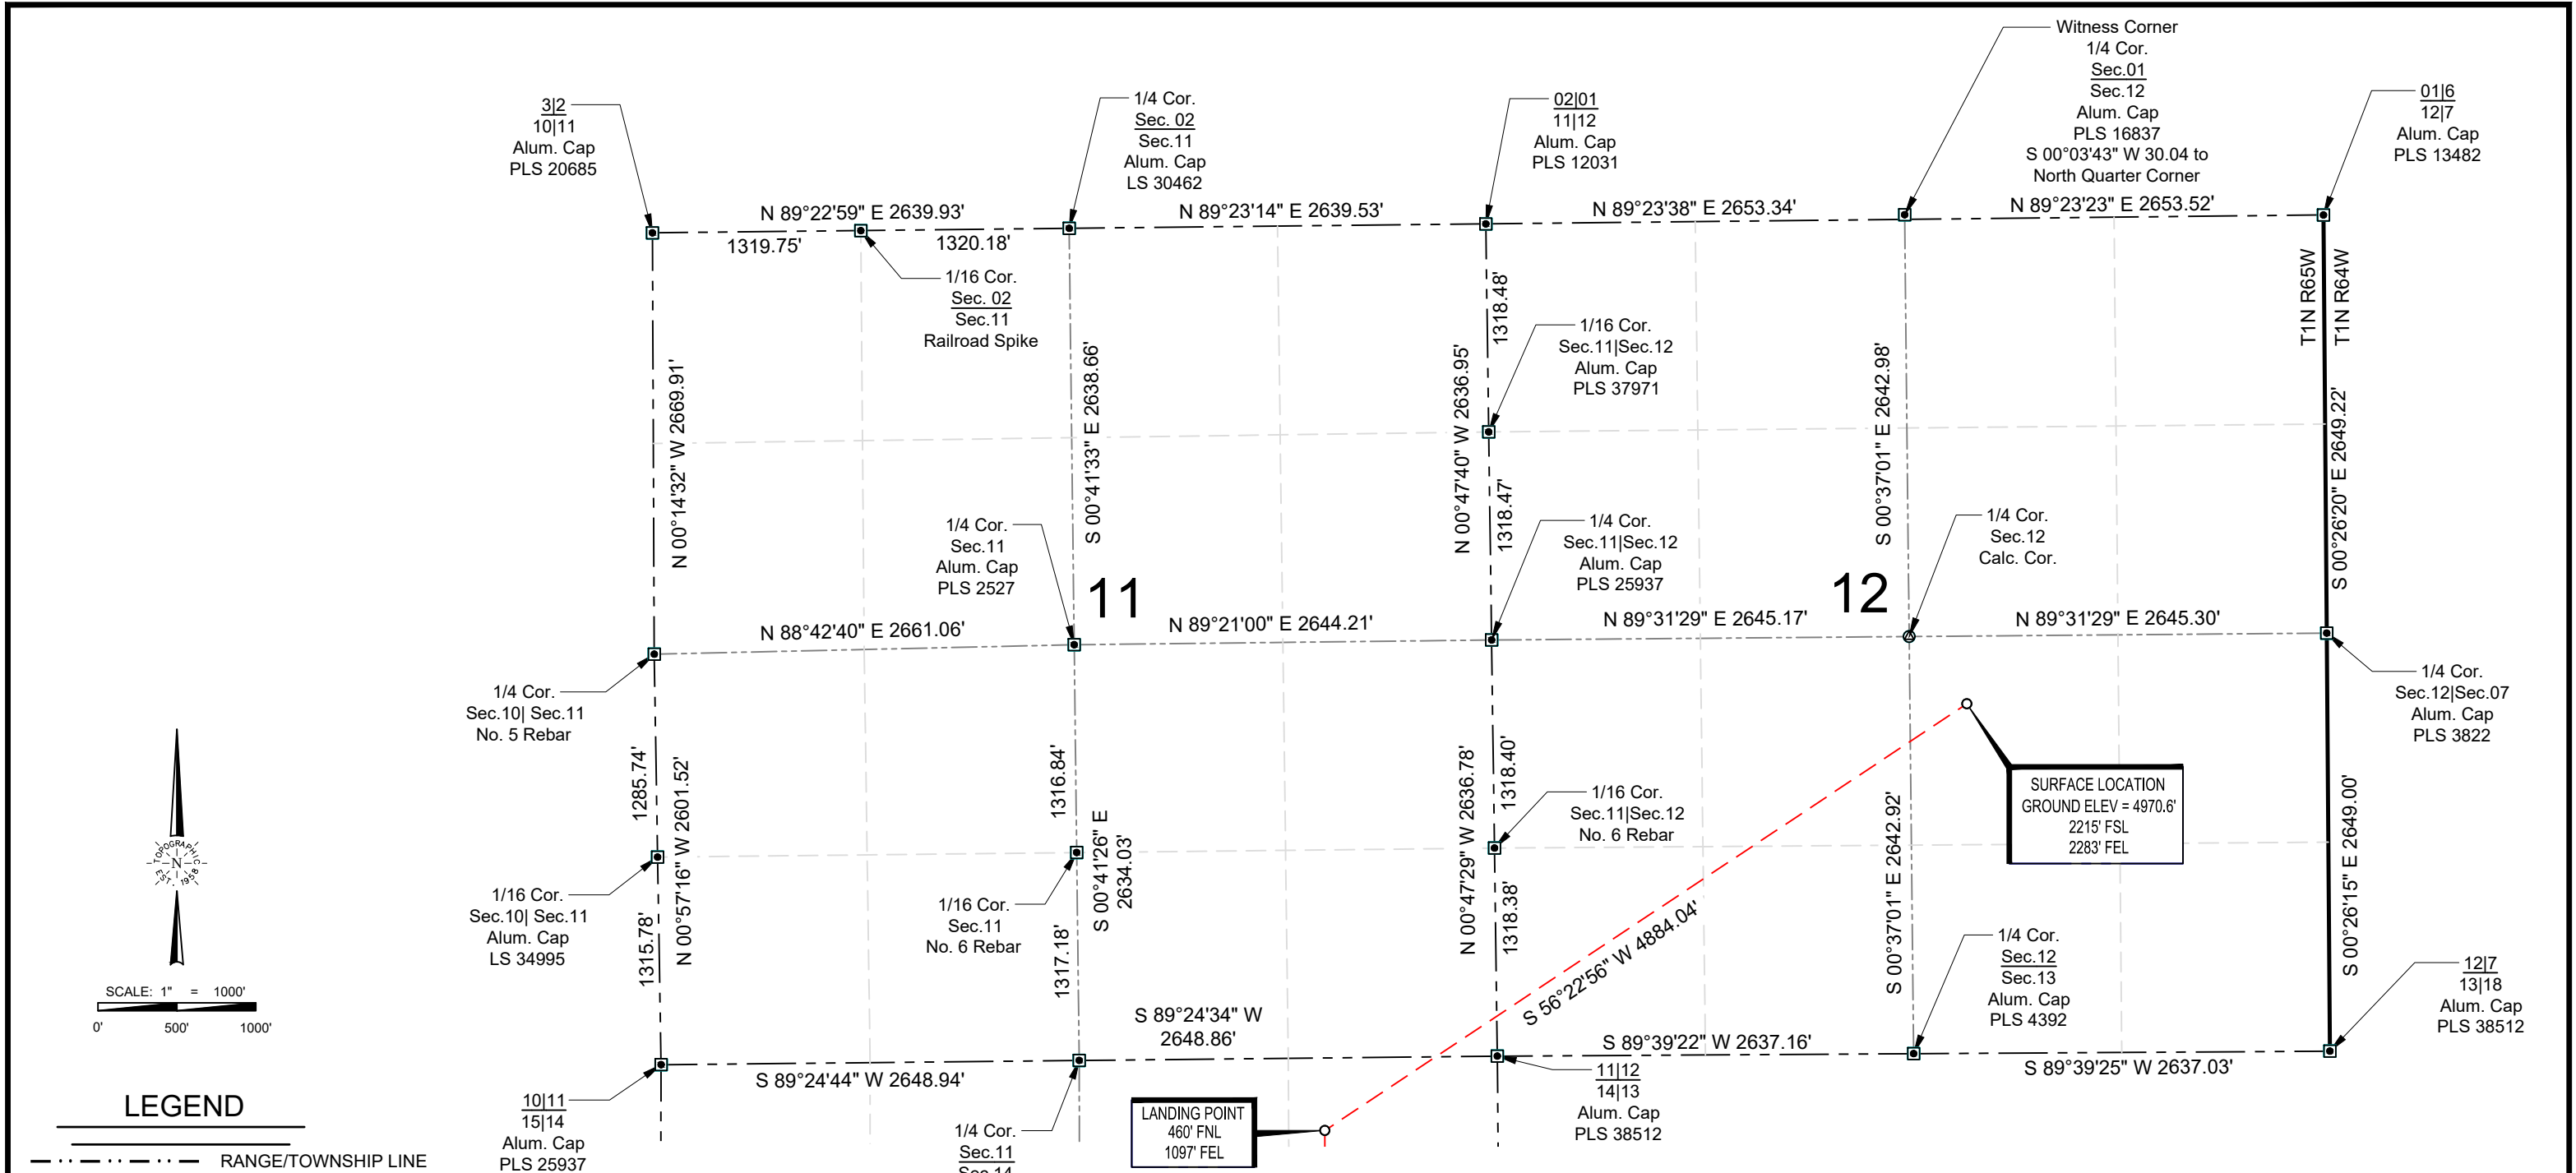 Witness Corner
1/4 Cor.
Sec.01
Sec.12
Alum. Cap
PLS 16837
S 00°03'43" W 30.04 to
North Quarter Corner
3|2
10|11
Alum. Cap
PLS 20685
1/4 Cor.
Sec. 02
Sec.11
Alum. Cap
LS 30462
02|01
11|12
Alum. Cap
PLS 12031
01|6
12|7
Alum. Cap
PLS 13482
N 89°22'59" E 2639.93'
N 89°23'14" E 2639.53'
N 89°23'38" E 2653.34'
N 89°23'23" E 2653.52'
1319.75'
1320.18'
1/16 Cor.
Sec. 02
Sec.11
Railroad Spike
N 00°14'32" W 2669.91'
S 00°41'33" E 2638.66'
N 00°47'40" W 2636.95'
1318.48'
1318.47'
1/16 Cor.
Sec.11|Sec.12
Alum. Cap
PLS 37971
S 00°37'01" E 2642.98'
T1N R65W
T1N R64W
S 00°26'20" E 2649.22'
1/4 Cor.
Sec.11
Alum. Cap
PLS 2527
11
1/4 Cor.
Sec.11|Sec.12
Alum. Cap
PLS 25937
12
1/4 Cor.
Sec.12
Calc. Cor.
N 88°42'40" E 2661.06'
N 89°21'00" E 2644.21'
N 89°31'29" E 2645.17'
N 89°31'29" E 2645.30'
1/4 Cor.
Sec.10| Sec.11
No. 5 Rebar
1/4 Cor.
Sec.12|Sec.07
Alum. Cap
PLS 3822
1285.74'
N 00°57'16" W 2601.52'
1315.78'
1316.84'
S 00°41'26" E
2634.03'
1317.18'
N 00°47'29" W 2636.78'
1318.40'
1318.38'
1/16 Cor.
Sec.11|Sec.12
No. 6 Rebar
S 00°37'01" E 2642.92'
SURFACE LOCATION
GROUND ELEV = 4970.6'
2215' FSL
2283' FEL
S 00°26'15" E 2649.00'
TOPOGRAPHIC
N
EST. 1958
1/16 Cor.
Sec.10| Sec.11
Alum. Cap
LS 34995
1/16 Cor.
Sec.11
No. 6 Rebar
S 56°22'56" W 4884.04'
1/4 Cor.
Sec.12
Sec.13
Alum. Cap
PLS 4392
12|7
13|18
Alum. Cap
PLS 38512
SCALE: 1" = 1000'
0' 500' 1000'
S 89°24'34" W
2648.86'
S 89°39'22" W 2637.16'
S 89°39'25" W 2637.03'
S 89°24'44" W 2648.94'
11|12
14|13
Alum. Cap
PLS 38512
10|11
15|14
Alum. Cap
PLS 25937
LANDING POINT
460' FNL
1097' FEL
1/4 Cor.
Sec.11
Sec.14
LEGEND
RANGE/TOWNSHIP LINE